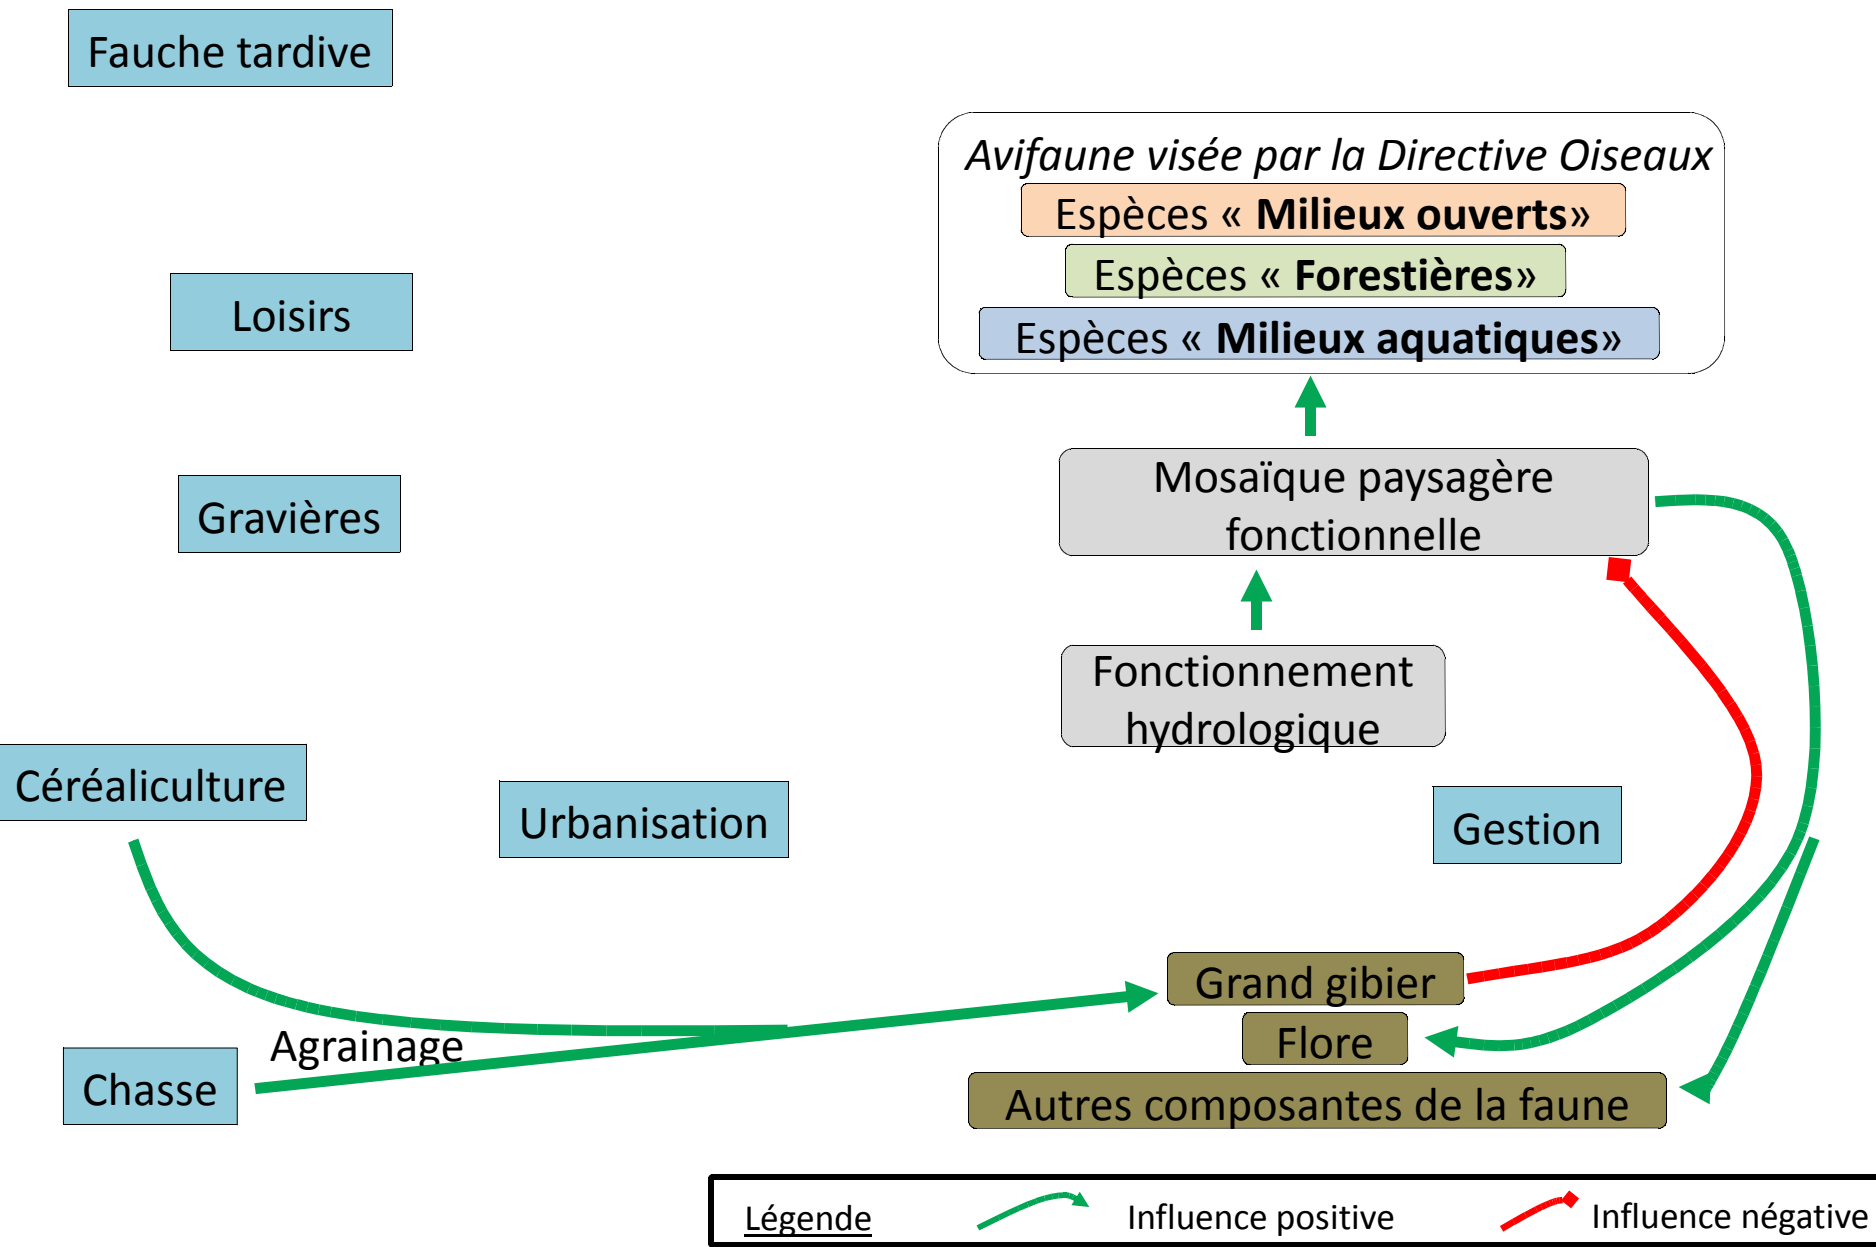 Fauche tardive
Avifaune visée par la Directive Oiseaux
Espèces « Milieux ouverts»
Espèces « Forestières»
Espèces « Milieux aquatiques»
Loisirs
Gravières
Mosaïque paysagère
fonctionnelle
Fonctionnement
hydrologique
Céréaliculture
Urbanisation
Gestion
Grand gibier
Flore
Autres composantes de la faune
Agrainage
Chasse
Légende
Influence positive
Influence négative